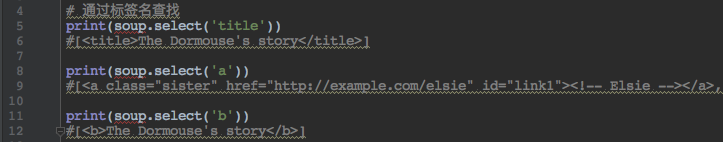 4 # 通过标签名查找
5 print(soup.select('title'))
6 #[<title>The Dormouse's story</title>]
7
8 print(soup.select('a'))
9 #[<a class="sister" href="http://example.com/elsie" id="link1"><!-- Elsie --></a>,
10
11 print(soup.select('b'))
12 #[<b>The Dormouse's story</b>]